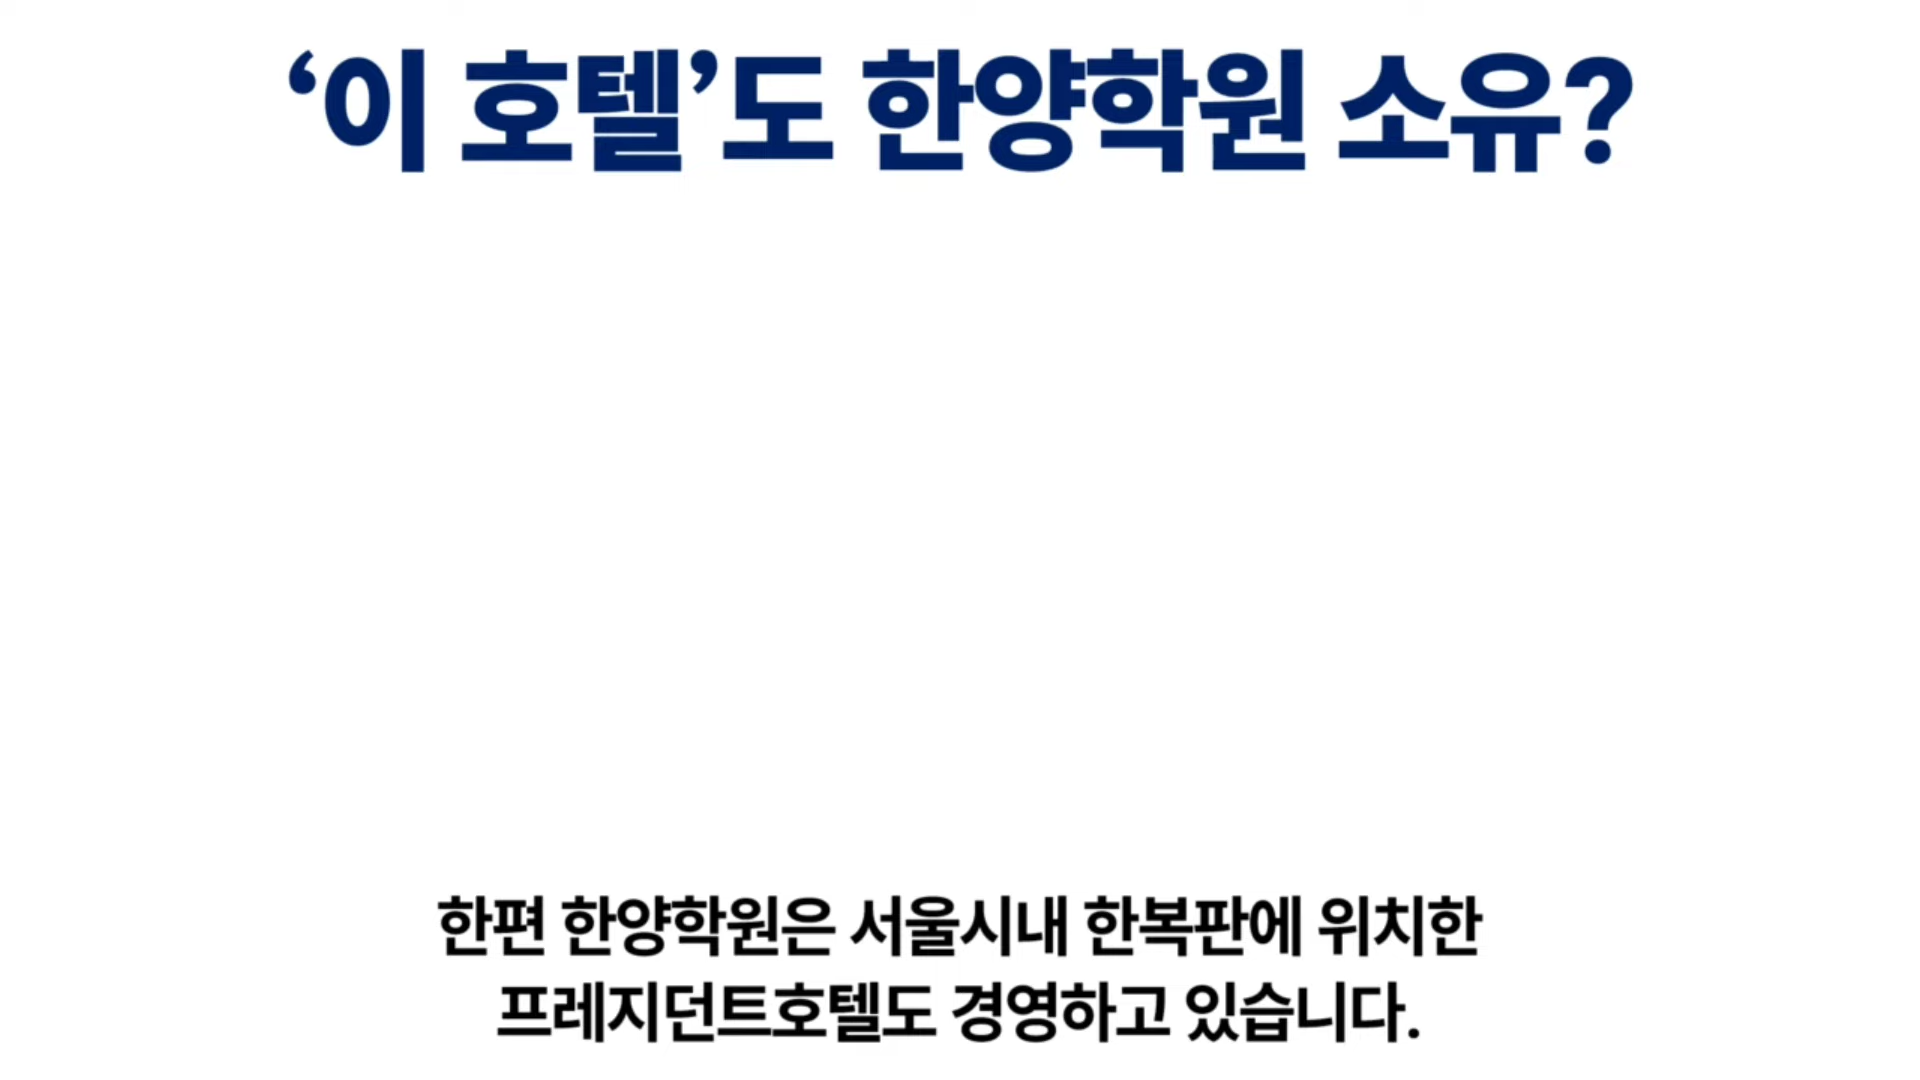 ‘이 호텔’도 한양학원 소유?
한편 한양학원은 서울시내 한복판에 위치한
프레지던트호텔도 경영하고 있습니다.